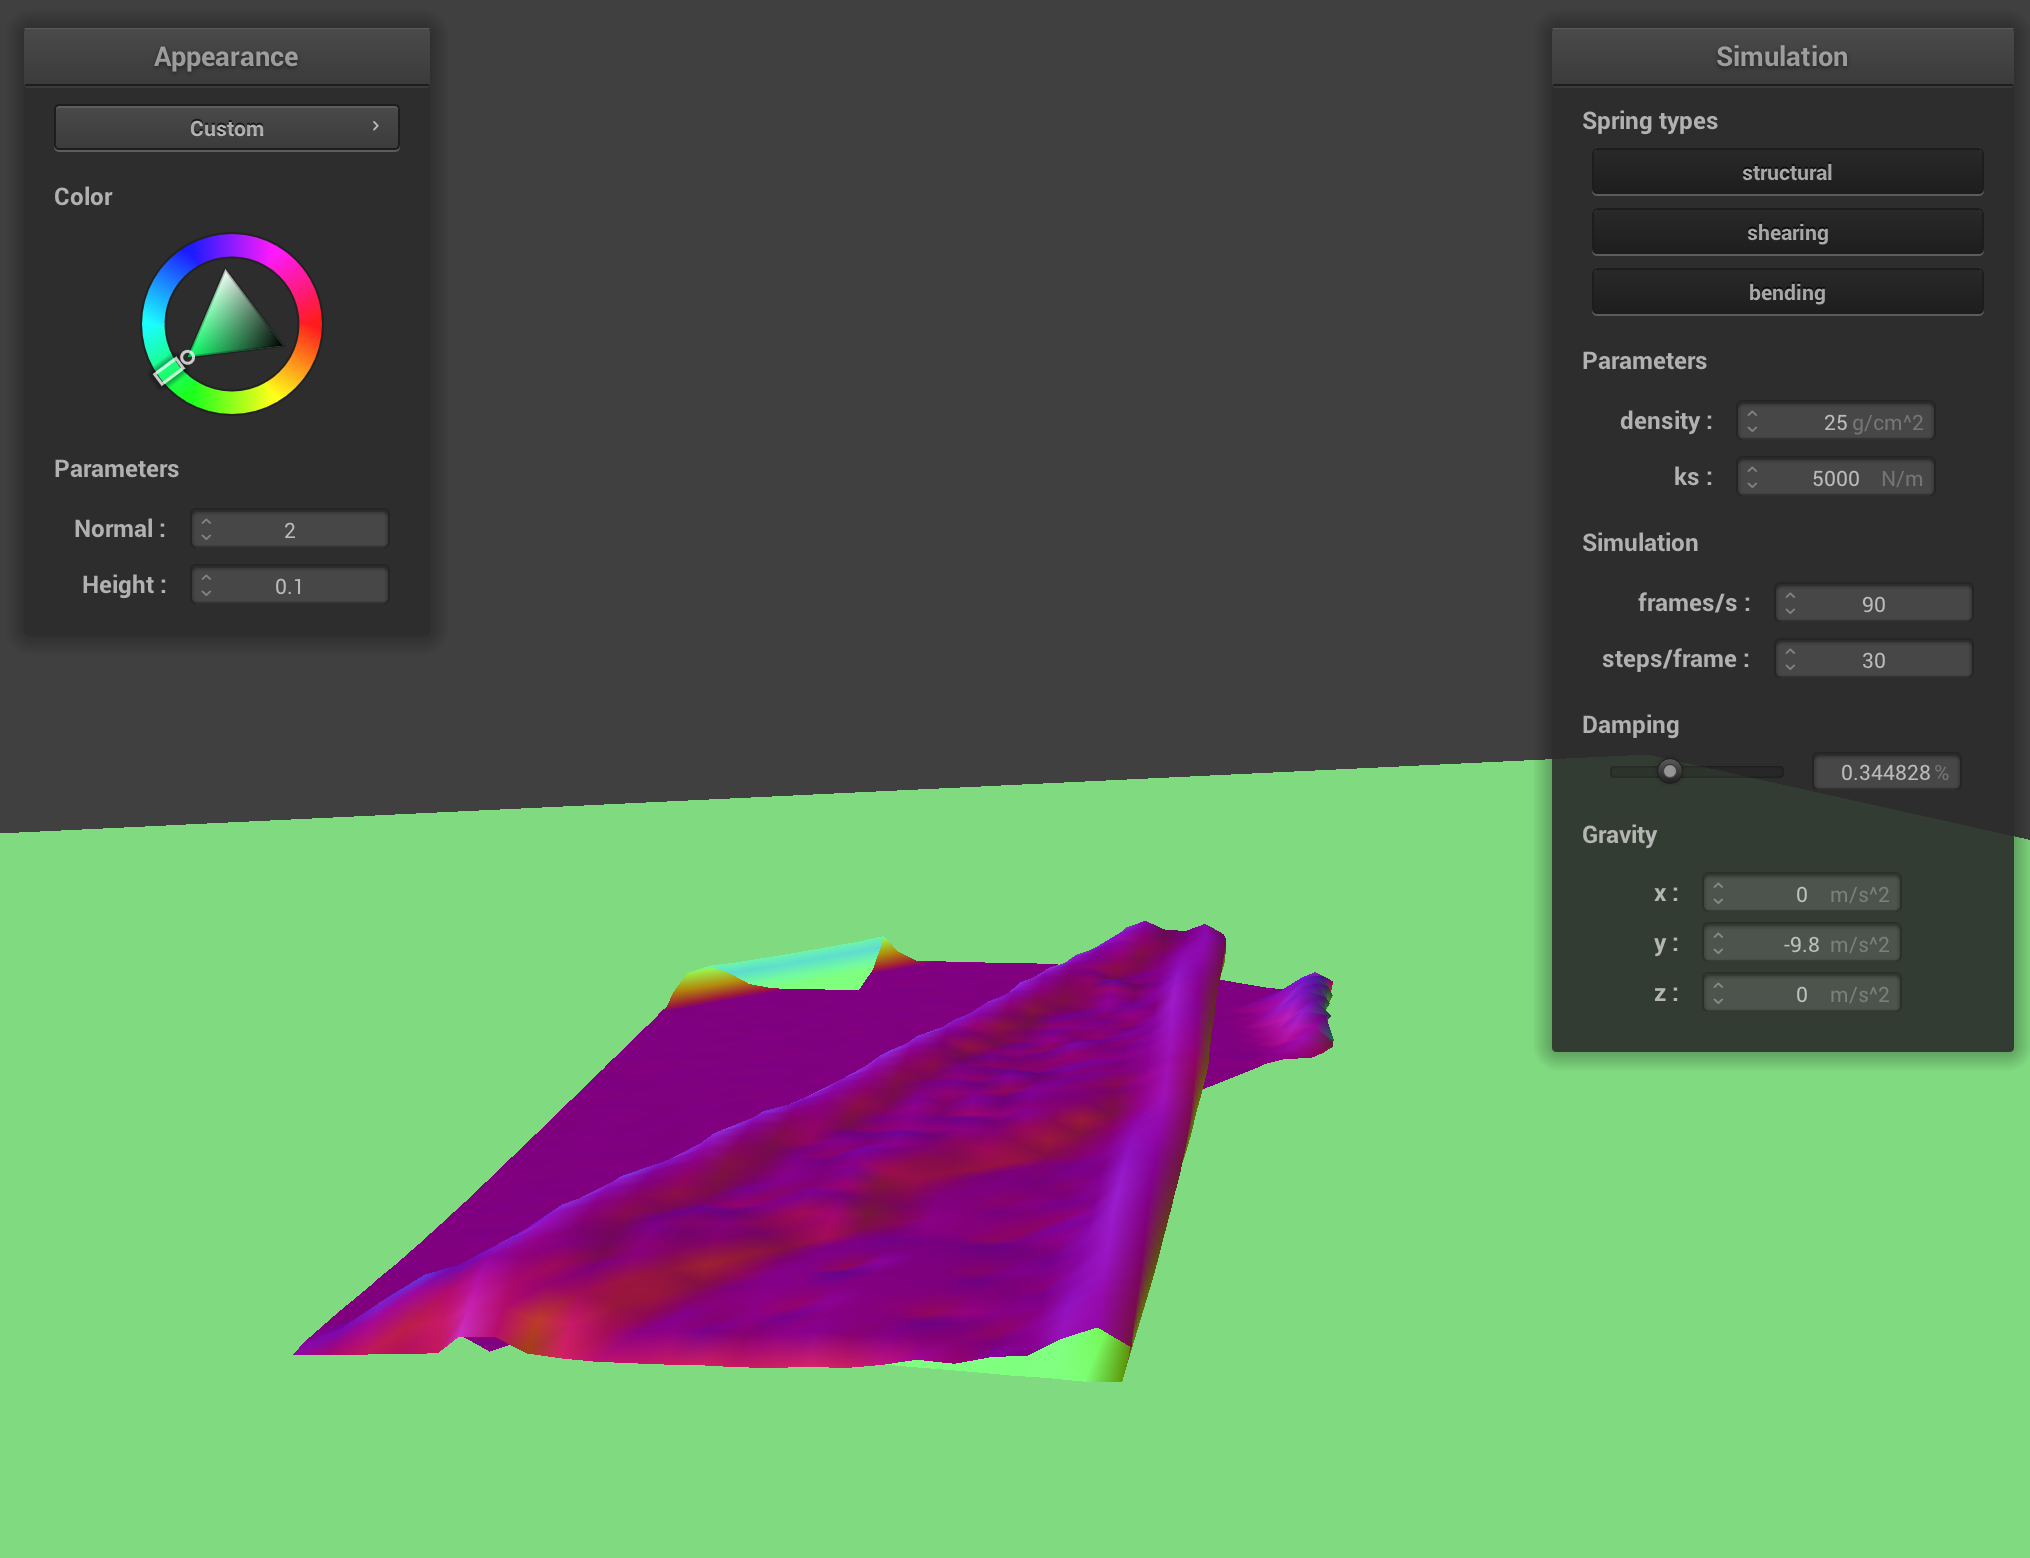 Appearance
Custom
Color
Parameters
Normal : 2
Height : 0.1
Simulation
Spring types
structural
shearing
bending
Parameters
density : 25 g/cm^2
ks : 5000 N/m
Simulation
frames/s : 90
steps/frame : 30
Damping
0.344828 %
Gravity
x : 0 m/s^2
y : -9.8 m/s^2
z : 0 m/s^2